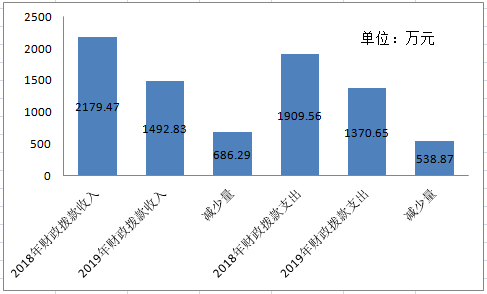 单位：万元
2500
2000
1500
1000
500
0
2179.47
1492.83
686.29
1909.56
1370.65
538.87
2018年财政拨款收入
2019年财政拨款收入
减少量
2018年财政拨款支出
2019年财政拨款支出
减少量